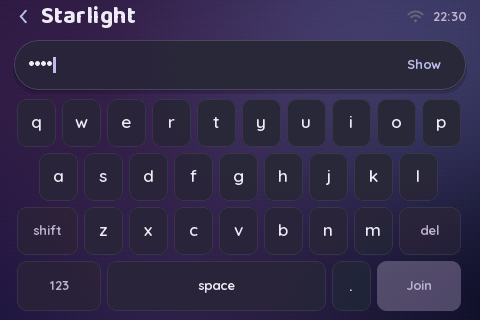 Starlight 22:30
•••• Show
q w e r t y u i o p
a s d f g h j k l
shift z x c v b n m del
123 space . Join